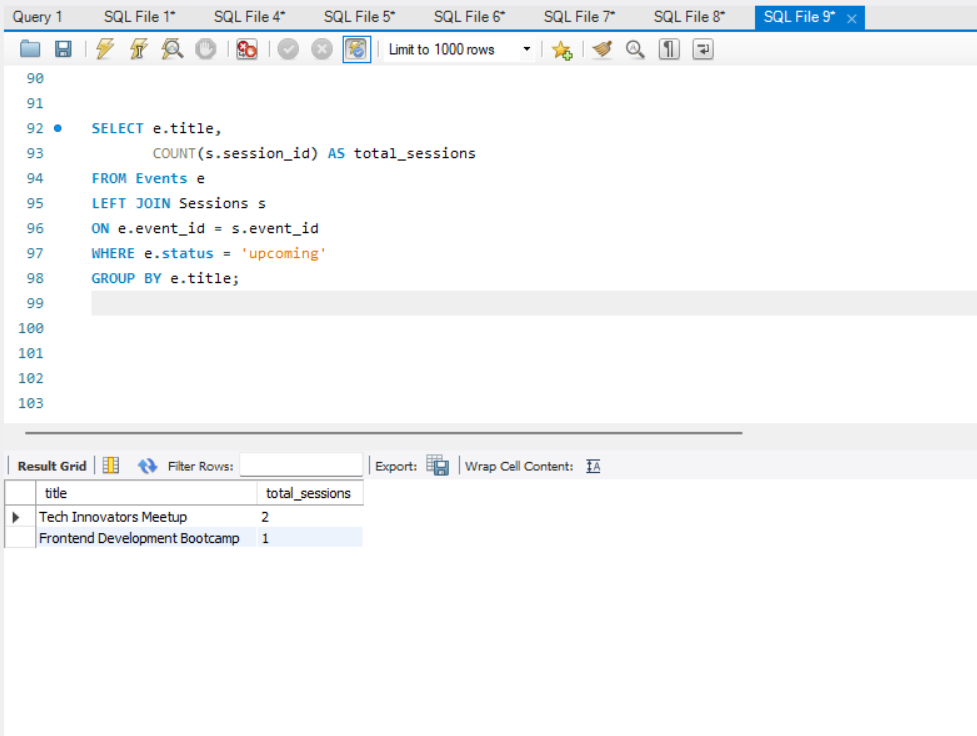 Query 1 SQL File 1* SQL File 4* SQL File 5* SQL File 6* SQL File 7* SQL File 8* SQL File 9*
Limit to 1000 rows
90
91
92 SELECT e.title,
93 COUNT(s.session_id) AS total_sessions
94 FROM Events e
95 LEFT JOIN Sessions s
96 ON e.event_id = s.event_id
97 WHERE e.status = 'upcoming'
98 GROUP BY e.title;
99
100
101
102
103
Result Grid Filter Rows: Export: Wrap Cell Content: IA
title total_sessions
Tech Innovators Meetup 2
Frontend Development Bootcamp 1